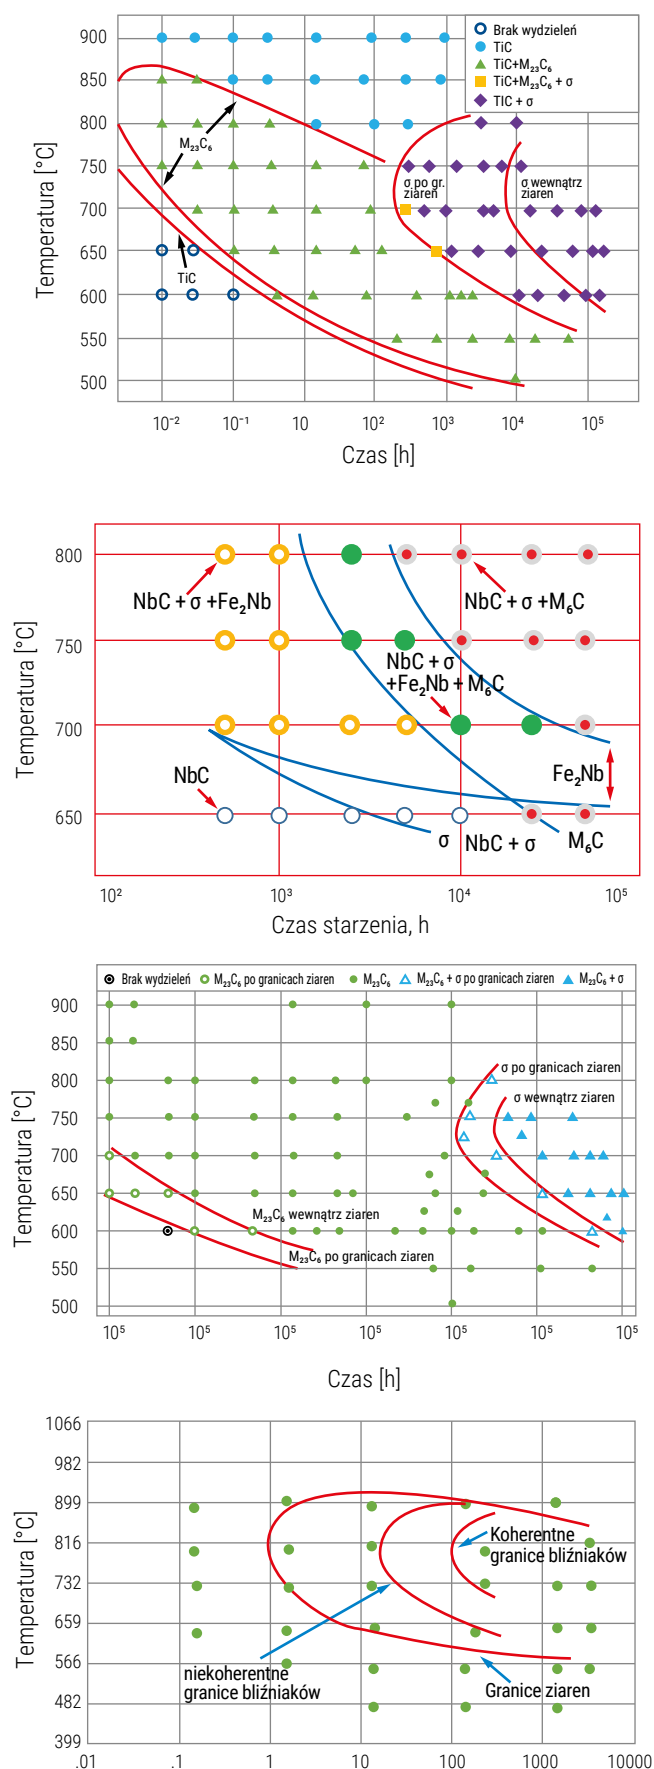 Brak wydzieleń
TiC
TiC+M₂₃C₆
TiC+M₂₃C₆ + σ
TIC + σ
900
850
800
750
700
650
600
550
500
Temperatura [°C]
M₂₃C₆
TiC
σ po gr.
ziaren
σ wewnątrz
ziaren
10⁻² 10⁻¹ 10 10² 10³ 10⁴ 10⁵
Czas [h]
800
750
700
650
Temperatura [°C]
NbC + σ +Fe₂Nb
NbC + σ +M₆C
NbC + σ
+Fe₂Nb + M₆C
NbC
Fe₂Nb
σ
NbC + σ
M₆C
10² 10³ 10⁴ 10⁵
Czas starzenia, h
Brak wydzieleń M₂₃C₆ po granicach ziaren M₂₃C₆ M₂₃C₆ + σ po granicach ziaren M₂₃C₆ + σ
900
850
800
750
700
650
600
550
500
Temperatura [°C]
σ po granicach ziaren
σ wewnątrz ziaren
M₂₃C₆ wewnątrz ziaren
M₂₃C₆ po granicach ziaren
10⁵ 10⁵ 10⁵ 10⁵ 10⁵ 10⁵ 10⁵
Czas [h]
1066
982
899
816
732
659
566
482
399
Temperatura [°C]
Koherentne
granice bliźniaków
niekoherentne
granice bliźniaków
Granice ziaren
.01 .1 1 10 100 1000 10000